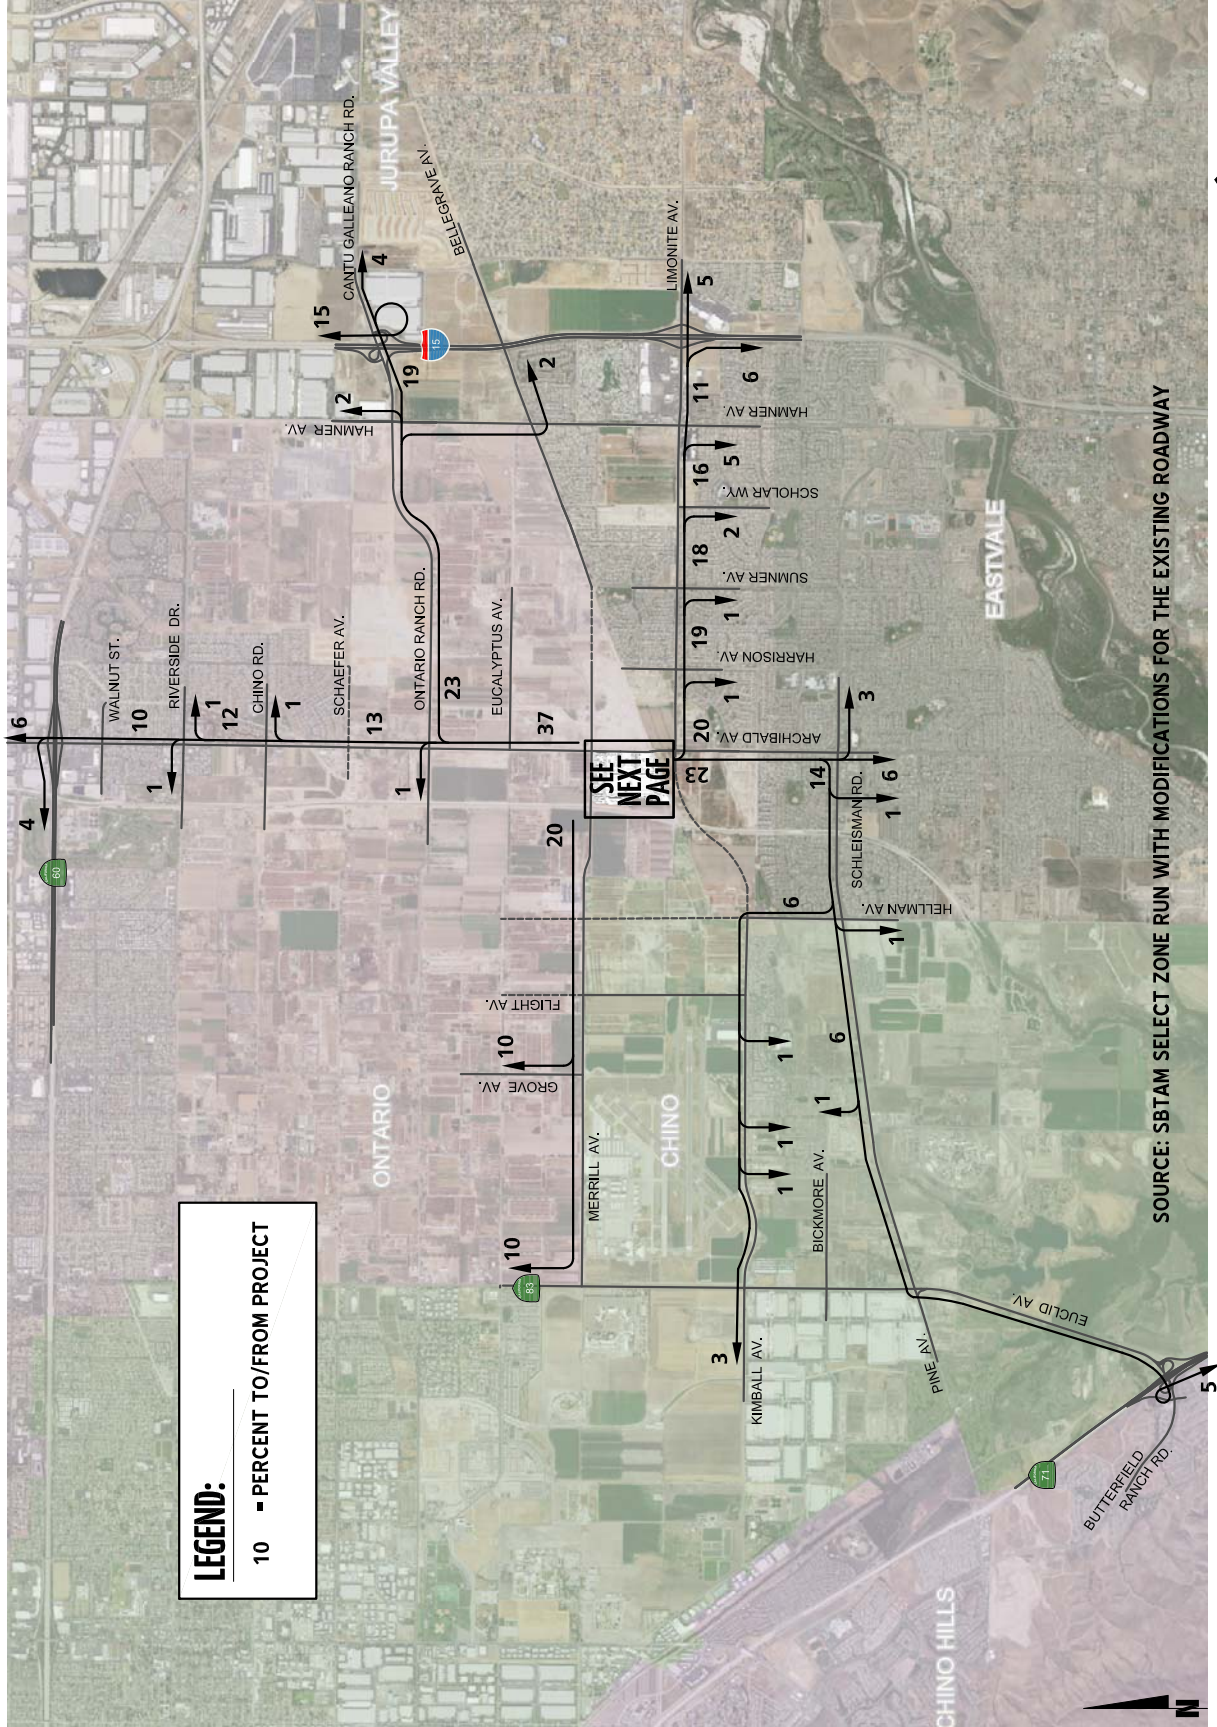 LEGEND:
10 = PERCENT TO/FROM PROJECT
6
4
60
WALNUT ST.
10
RIVERSIDE DR.
1
1
12
CHINO RD.
1
SCHAEFER AV.
13
ONTARIO RANCH RD.
1
23
EUCALYPTUS AV.
37
CANTU GALLEANO RANCH RD.
JURUPA VALLEY
BELLEGRAVE AV.
4
15
15
19
2
HAMNER AV.
2
LIMONITE AV.
5
6
11
HAMNER AV.
16
5
SCHOLAR WY.
18
2
SUMNER AV.
19
1
HARRISON AV.
1
20
ARCHIBALD AV.
SEE
NEXT
PAGE
23
14
3
6
1
SCHLEISMAN RD.
HELLMAN AV.
6
1
20
FLIGHT AV.
10
GROVE AV.
ONTARIO
MERRILL AV.
CHINO
10
83
1
1
1
6
1
BICKMORE AV.
3
KIMBALL AV.
PINE AV.
EUCLID AV.
71
BUTTERFIELD
RANCH RD.
5
CHINO HILLS
EASTVALE
SOURCE: SBTAM SELECT ZONE RUN WITH MODIFICATIONS FOR THE EXISTING ROADWAY
N